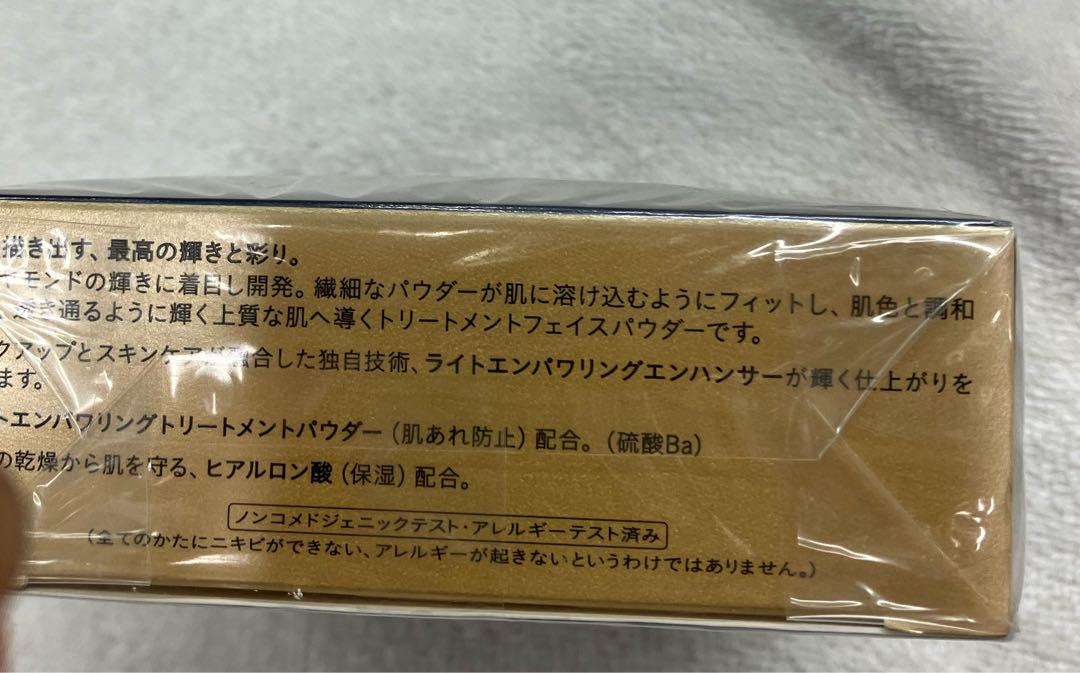 描き出す、最高の輝きと彩り。
モンドの輝きに着目し開発。繊細なパウダーが肌に溶け込むようにフィットし、肌色と調和
き通るように輝く上質な肌へ導くトリートメントフェイスパウダーです。
クアップとスキンケアが融合した独自技術、ライトエンパワリングエンハンサーが輝く仕上がりを
ます。
トエンパワリングトリートメントパウダー（肌あれ防止）配合。（硫酸Ba）
の乾燥から肌を守る、ヒアルロン酸（保湿）配合。
ノンコメドジェニックテスト・アレルギーテスト済み
（全てのかたにニキビができない、アレルギーが起きないというわけではありません。）